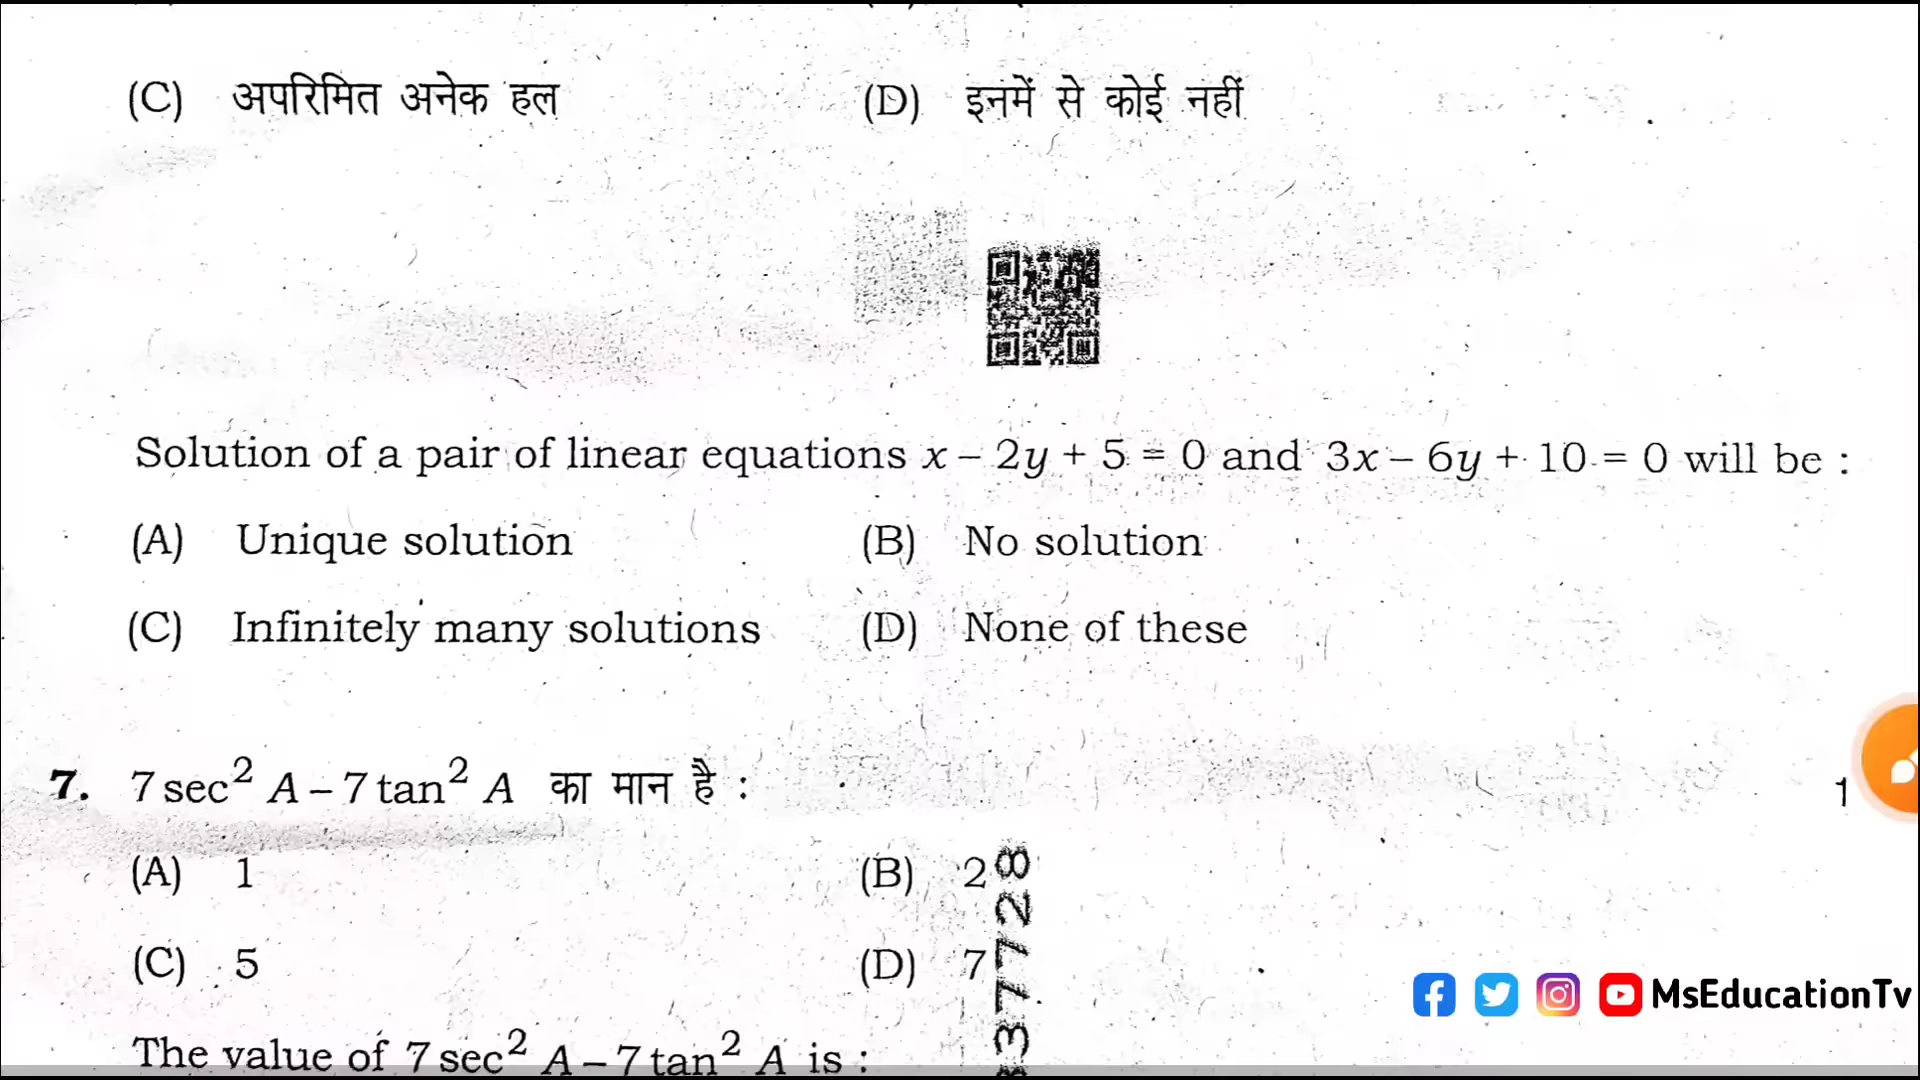 (C) अपरिमित अनेक हल (D) इनमें से कोई नहीं
Solution of a pair of linear equations x – 2y + 5 = 0 and 3x – 6y + 10 = 0 will be :
(A) Unique solution (B) No solution
(C) Infinitely many solutions (D) None of these
7. 7 sec² A – 7 tan² A का मान है : 1
(A) 1 (B) 2
(C) 5 (D) 7
37728
MsEducationTv
The value of 7 sec² A – 7 tan² A is :